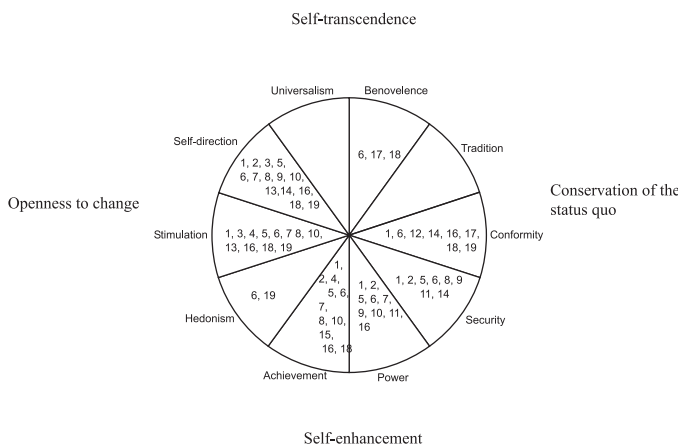 Self-transcendence
Universalism
Benovelence
Self-direction
Tradition
6, 17, 18
1, 2, 3, 5,
6, 7, 8, 9, 10,
13,14, 16,
18, 19
Openness to change
Conservation of the
status quo
Stimulation
1, 3, 4, 5, 6, 7 8, 10,
13, 16, 18, 19
1, 6, 12, 14, 16, 17,
18, 19
Conformity
Hedonism
6, 19
1,
2, 4,
5, 6,
7,
8, 10,
15,
16, 18
1, 2,
5, 6, 7,
9, 10, 11,
16
1, 2, 5, 6, 8, 9
11, 14
Security
Achievement
Power
Self-enhancement